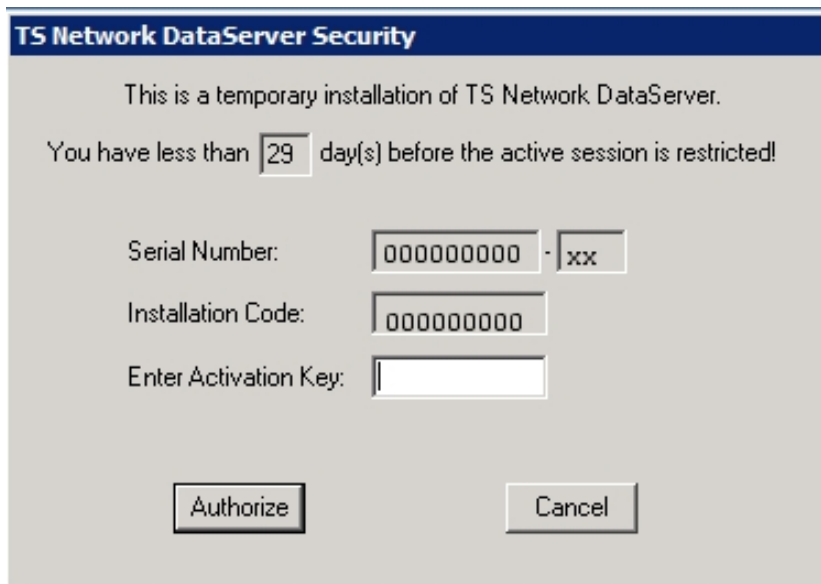 TS Network DataServer Security
This is a temporary installation of TS Network DataServer.
You have less than 29 day(s) before the active session is restricted!
Serial Number: 000000000 - xx
Installation Code: 000000000
Enter Activation Key:
Authorize Cancel